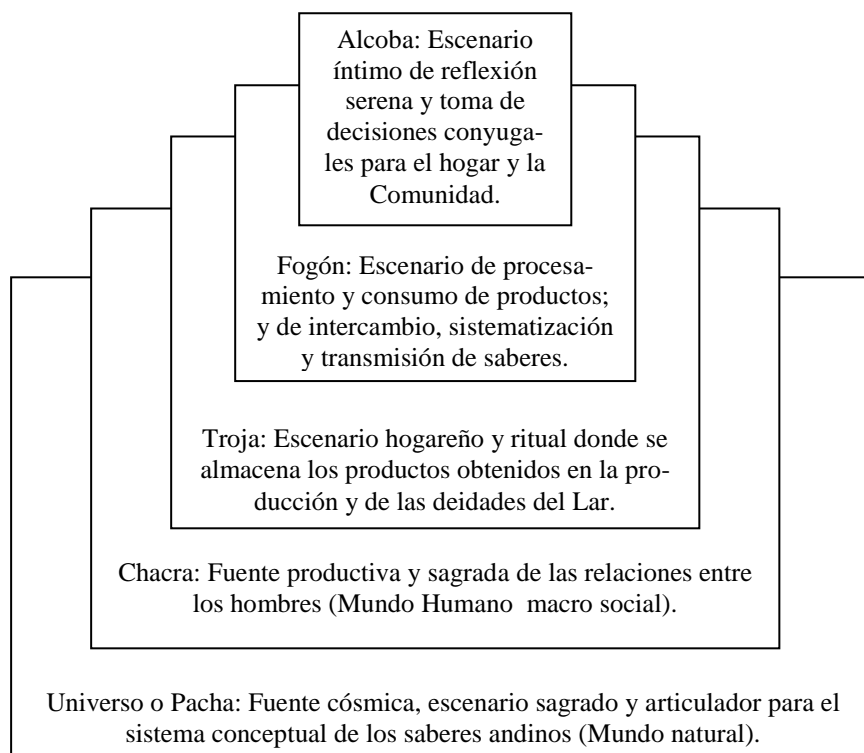 Alcoba: Escenario
íntimo de reflexión
serena y toma de
decisiones conyuga-
les para el hogar y la
Comunidad.
Fogón: Escenario de procesa-
miento y consumo de productos;
y de intercambio, sistematización
y transmisión de saberes.
Troja: Escenario hogareño y ritual donde se
almacena los productos obtenidos en la pro-
ducción y de las deidades del Lar.
Chacra: Fuente productiva y sagrada de las relaciones entre
los hombres (Mundo Humano macro social).
Universo o Pacha: Fuente cósmica, escenario sagrado y articulador para el
sistema conceptual de los saberes andinos (Mundo natural).